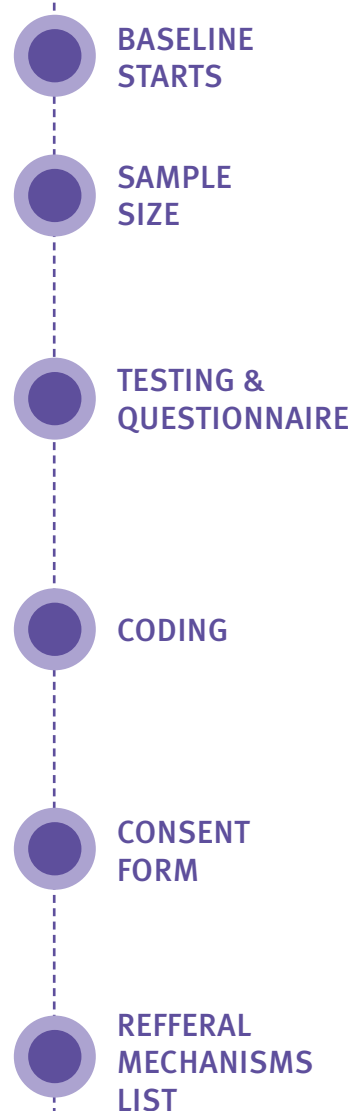 BASELINE
STARTS
SAMPLE
SIZE
TESTING &
QUESTIONNAIRE
CODING
CONSENT
FORM
REFFERAL
MECHANISMS
LIST